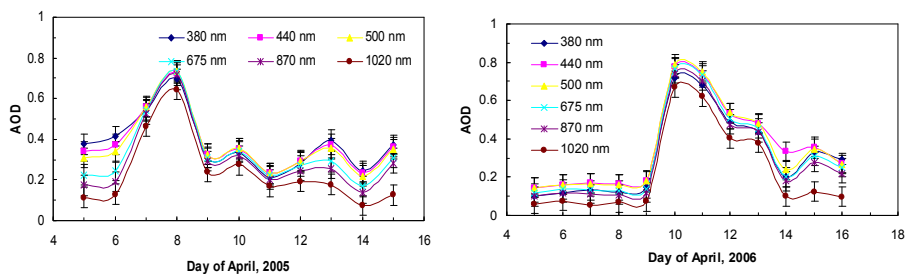 380 nm 440 nm 500 nm
675 nm 870 nm 1020 nm
AOD
1
0.8
0.6
0.4
0.2
0
4 6 8 10 12 14 16
Day of April, 2005
380 nm
440 nm
500 nm
675 nm
870 nm
1020 nm
AOD
1
0.8
0.6
0.4
0.2
0
4 6 8 10 12 14 16 18
Day of April, 2006